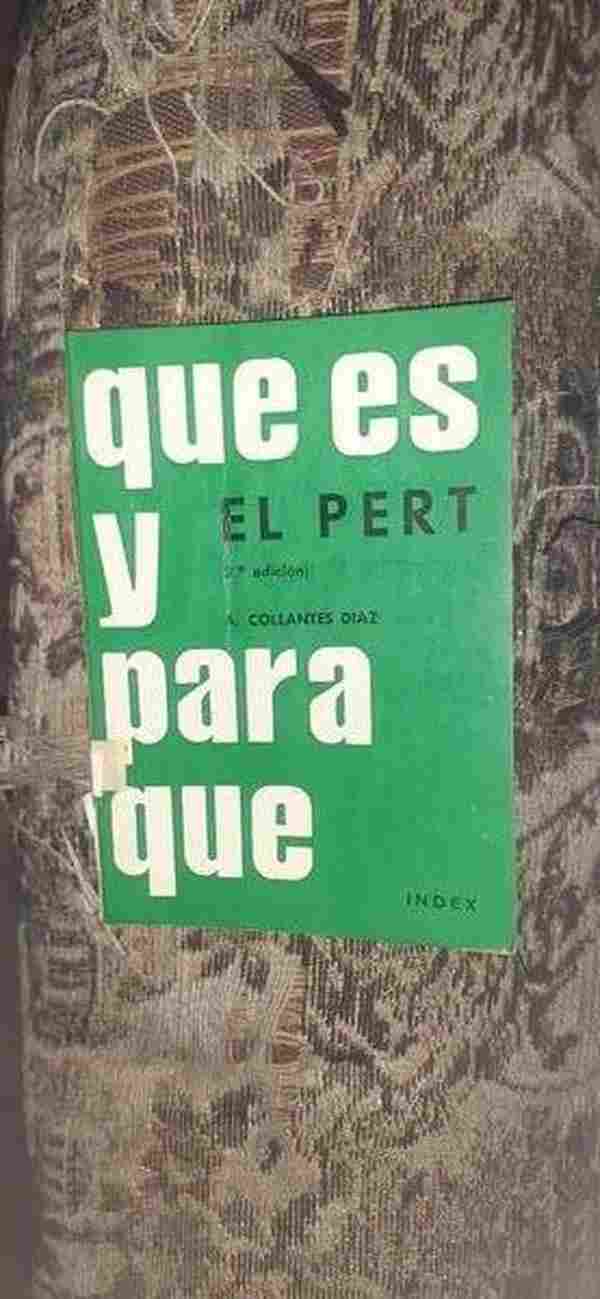 que es
y
EL PERT
edición)
A. COLLANTES DIAZ
para
que
INDEX